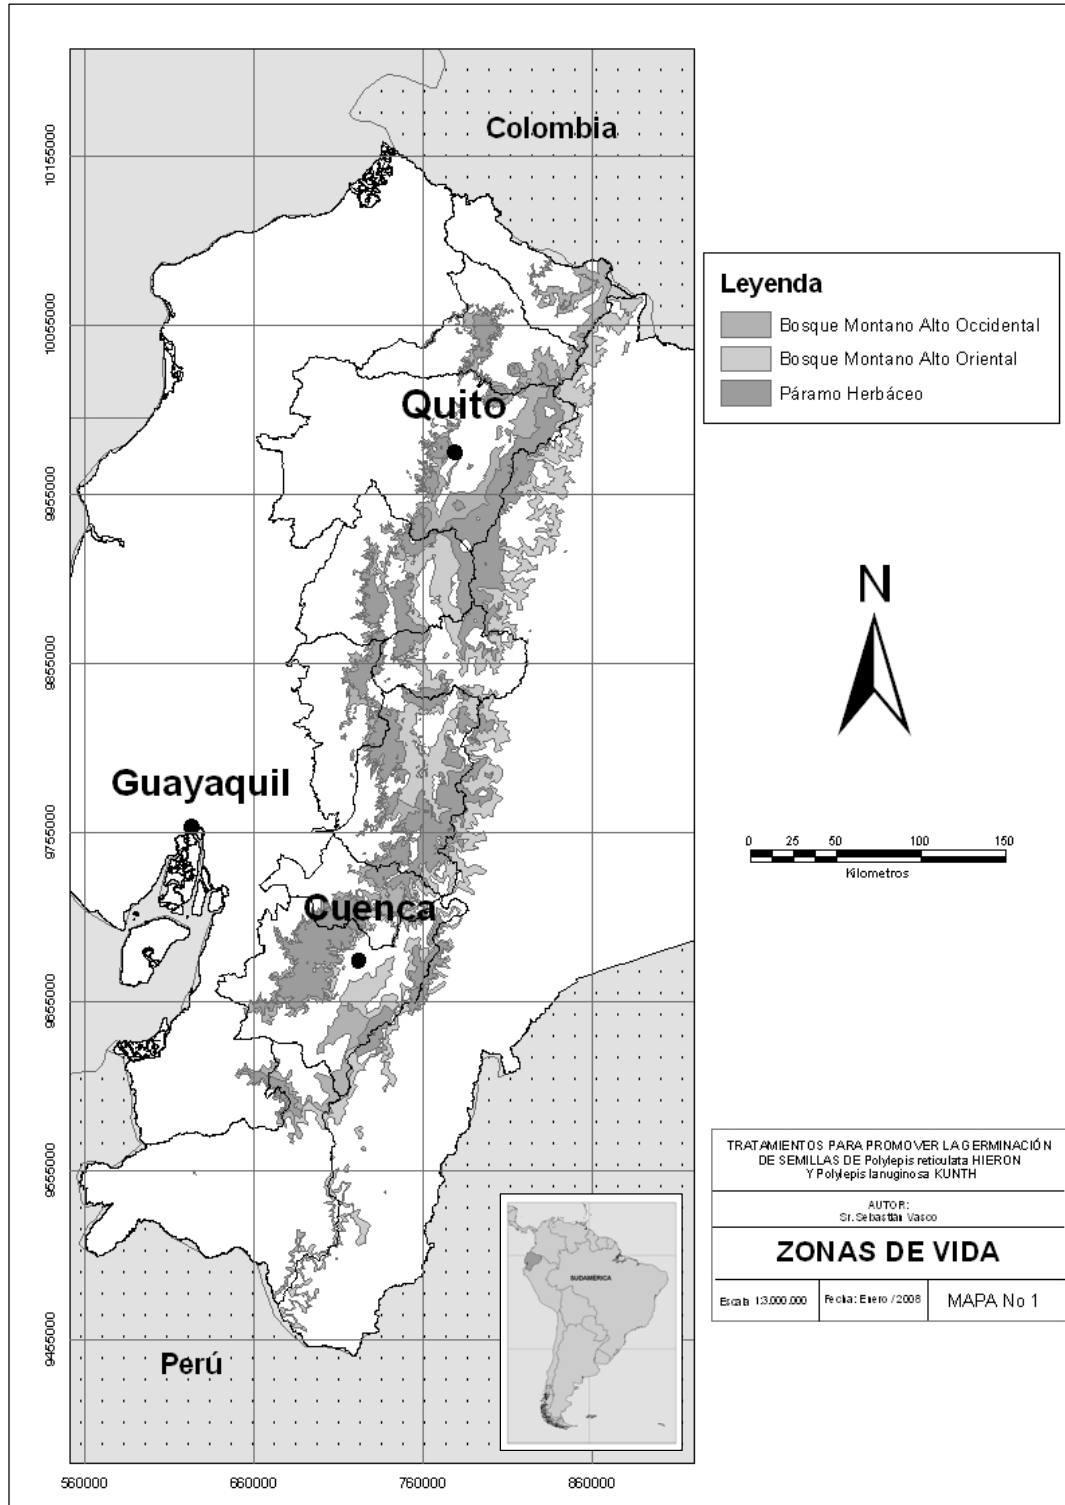 Colombia
Quito
Guayaquil
Cuenca
Perú
10155000
10055000
9955000
9855000
9755000
9655000
9555000
9455000
560000
660000
760000
860000
Leyenda
Bosque Montano Alto Occidental
Bosque Montano Alto Oriental
Páramo Herbáceo
N
0 25 50 100 150
Kilometros
SUDAMÉRICA
TRATAMIENTOS PARA PROMOVER LA GERMINACIÓN
DE SEMILLAS DE Polylepis reticulata HIERON
Y Polylepis lanuginosa KUNTH
AUTOR:
Sr. Sebastián Vasco
ZONAS DE VIDA
Escala 1:3.000.000
Fecha: Enero / 2008
MAPA No 1